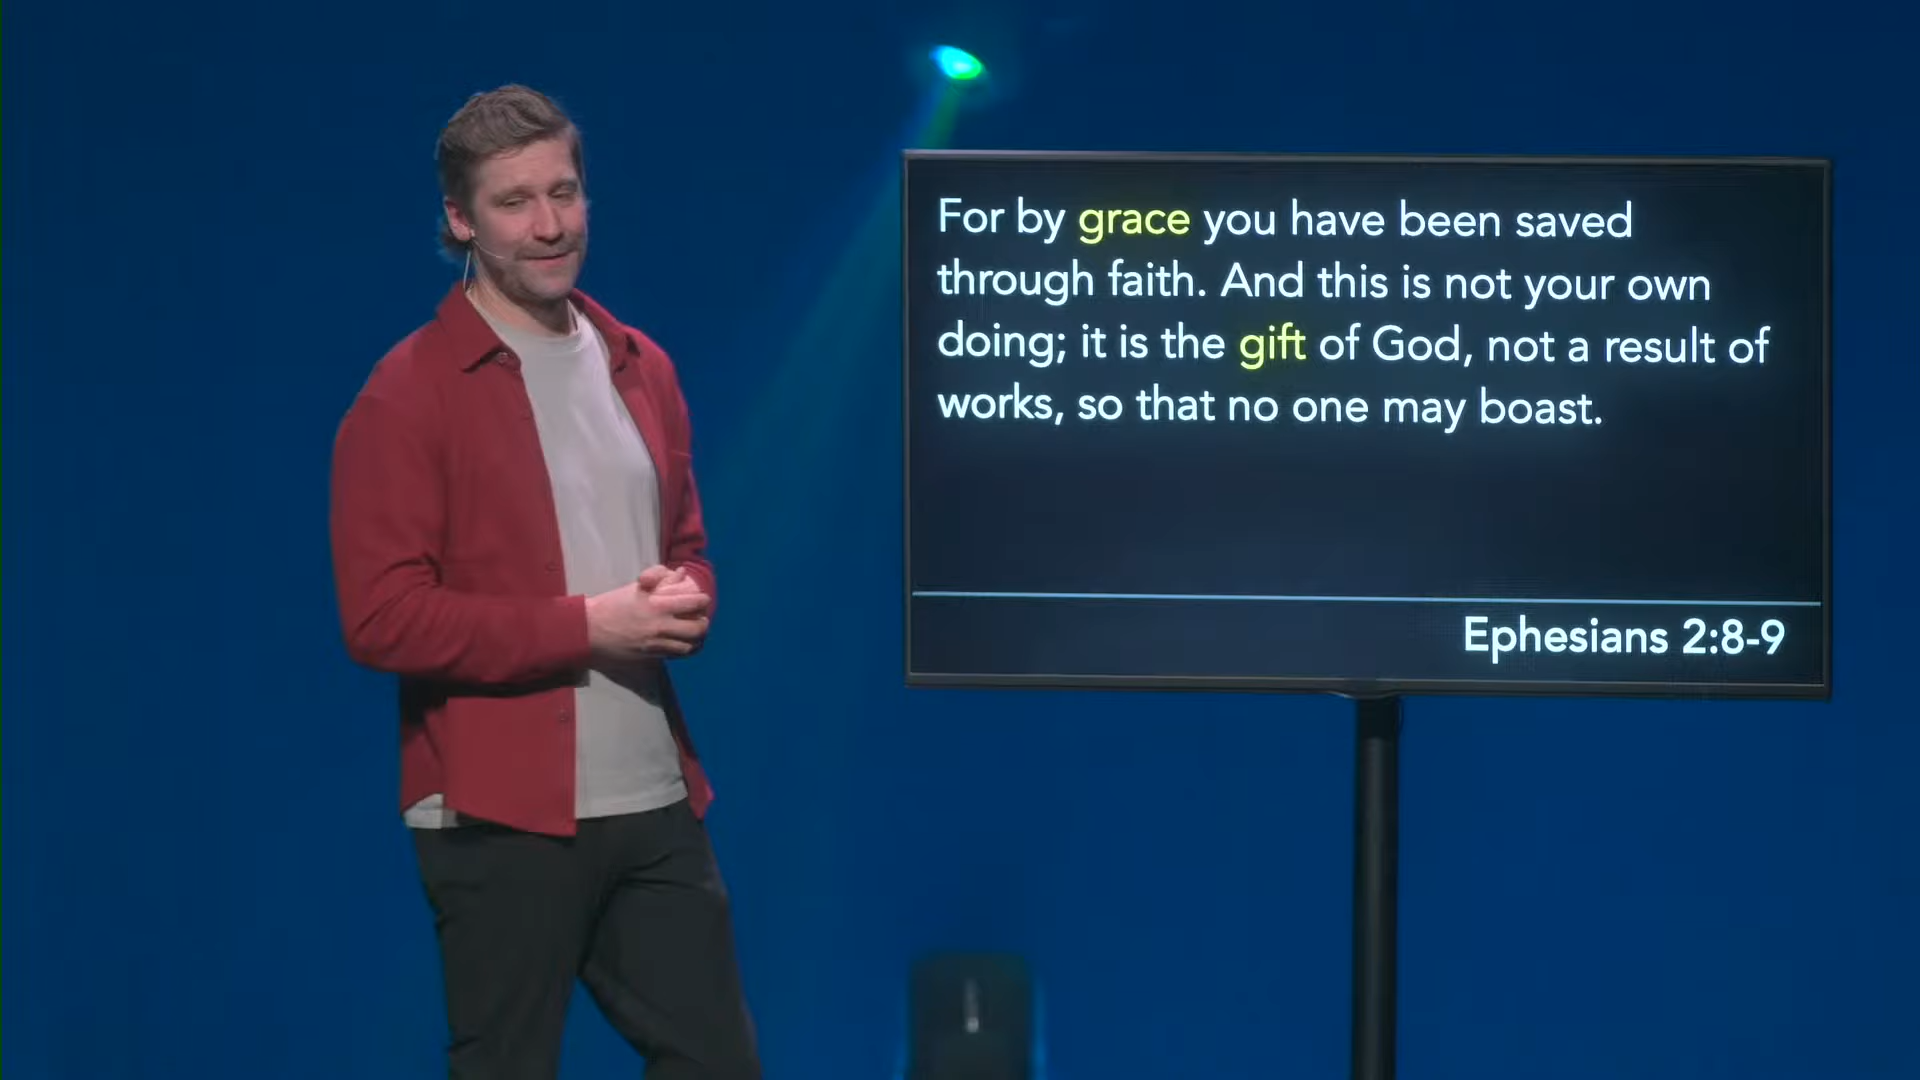 For by grace you have been saved
through faith. And this is not your own
doing; it is the gift of God, not a result of
works, so that no one may boast.
Ephesians 2:8-9